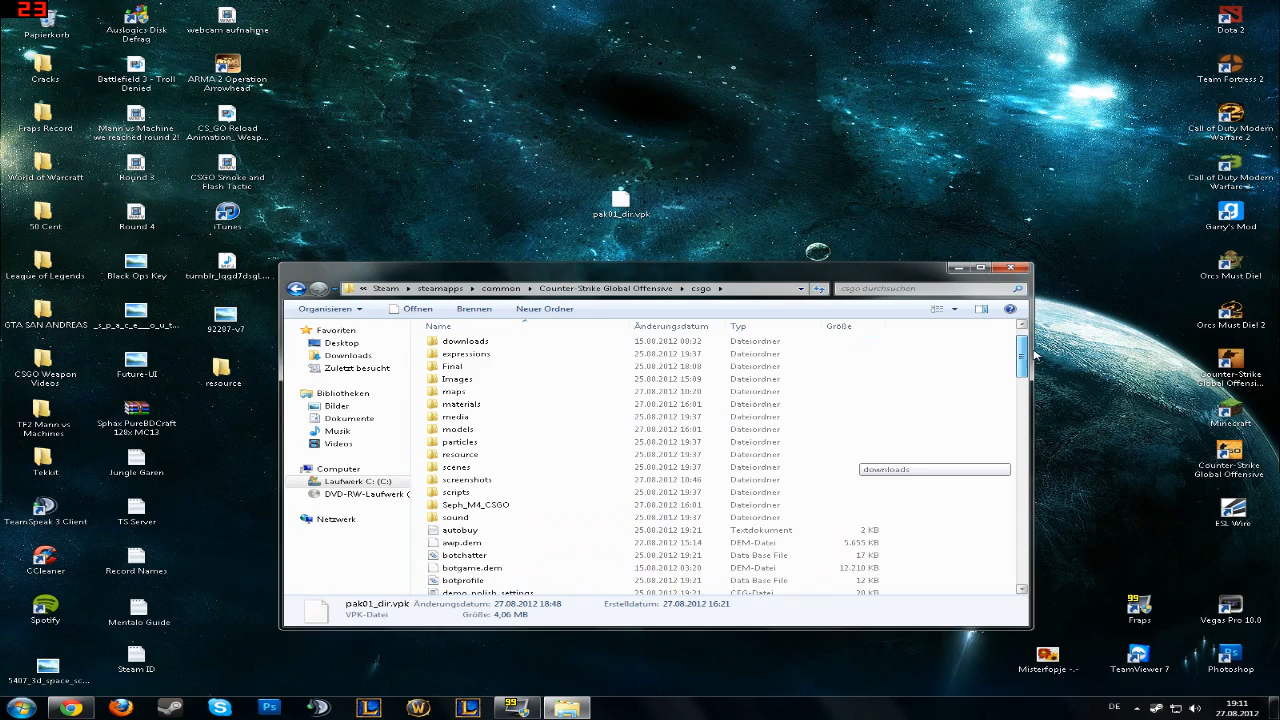 23
Papierkorb
Auslogics Disk Defrag
webcam aufnahme
Cracks
Battlefield 3 - Troll Denied
ARMA 2 Operation Arrowhead
Fraps Record
Mann vs Machine we reached round 2!
CS_GO Reload Animation_ Weap...
World of Warcraft
Round 3
CSGO Smoke and Flash Tactic
50 Cent
Round 4
iTunes
League of Legends
Black Ops Key
tumblr_lqgd7dsgL...
GTA SAN ANDREAS
_s_p_a_c_e___o_u_t...
92207-v7
CSGO Weapon Videos
Future-UI
resource
TF2 Mann vs Machines
Sphax PureBDCraft 128x MC13
Tekkit
Jungle Garen
TeamSpeak 3 Client
TS Server
CCleaner
Record Names
Spotify
Mentalo Guide
5407_3d_space_sc...
Steam ID
pak01_dir.vpk
Dota 2
Team Fortress 2
Call of Duty Modern Warfare 2
Call of Duty Modern
Garry's Mod
Orcs Must Die!
Orcs Must Die! 2
Counter-Strike Global Offensi...
Minecraft
Counter-Strike Global Offensive
ESL Wire
99
Fraps
Vegas Pro 10.0
Misterfopje -.-
TeamViewer 7
Photoshop
« Steam ▸ steamapps ▸ common ▸ Counter-Strike Global Offensive ▸ csgo ▸
csgo durchsuchen
Organisieren
Öffnen
Brennen
Neuer Ordner
Favoriten
Desktop
Downloads
Zuletzt besucht
Bibliotheken
Bilder
Dokumente
Musik
Videos
Computer
Laufwerk C: (C:)
DVD-RW-Laufwerk (
Netzwerk
Name Änderungsdatum Typ Größe
downloads 15.08.2012 00:32 Dateiordner
expressions 25.08.2012 19:37 Dateiordner
Final 25.08.2012 18:08 Dateiordner
Images 25.08.2012 15:09 Dateiordner
maps 27.08.2012 10:20 Dateiordner
materials 27.08.2012 16:01 Dateiordner
media 25.08.2012 19:37 Dateiordner
models 27.08.2012 16:01 Dateiordner
particles 25.08.2012 19:37 Dateiordner
resource 25.08.2012 19:37 Dateiordner
scenes 25.08.2012 19:37 Dateiordner
screenshots 27.08.2012 10:46 Dateiordner
scripts 25.08.2012 19:37 Dateiordner
Seph_M4_CSGO 27.08.2012 16:01 Dateiordner
sound 25.08.2012 19:37 Dateiordner
autobuy 25.08.2012 19:21 Textdokument 2 KB
awp.dem 22.08.2012 15:14 DEM-Datei 5.655 KB
botchatter 25.08.2012 19:21 Data Base File 17 KB
botgame.dem 15.08.2012 03:20 DEM-Datei 12.210 KB
botprofile 25.08.2012 19:21 Data Base File 12 KB
demo_polish_settings 25.08.2012 19:21 CFG-Datei 20 KB
downloads
pak01_dir.vpk Änderungsdatum: 27.08.2012 18:48 Erstelldatum: 27.08.2012 16:21
VPK-Datei Größe: 4,06 MB
99
DE
19:11
27.08.2012